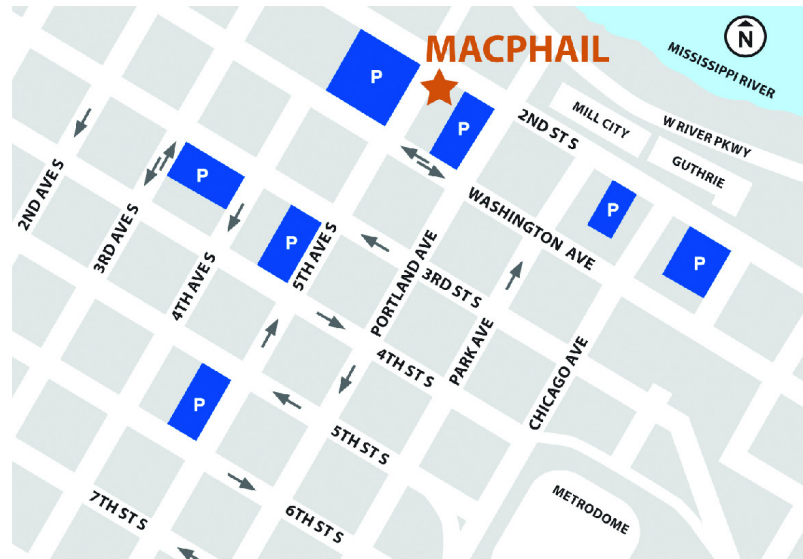 MACPHAIL
N
MISSISSIPPI RIVER
P
P
2ND ST S
MILL CITY
W RIVER PKWY
GUTHRIE
2ND AVE S
3RD AVE S
P
4TH AVE S
P
5TH AVE S
WASHINGTON AVE
P
P
PORTLAND AVE
3RD ST S
PARK AVE
4TH ST S
CHICAGO AVE
P
5TH ST S
7TH ST S
6TH ST S
METRODOME